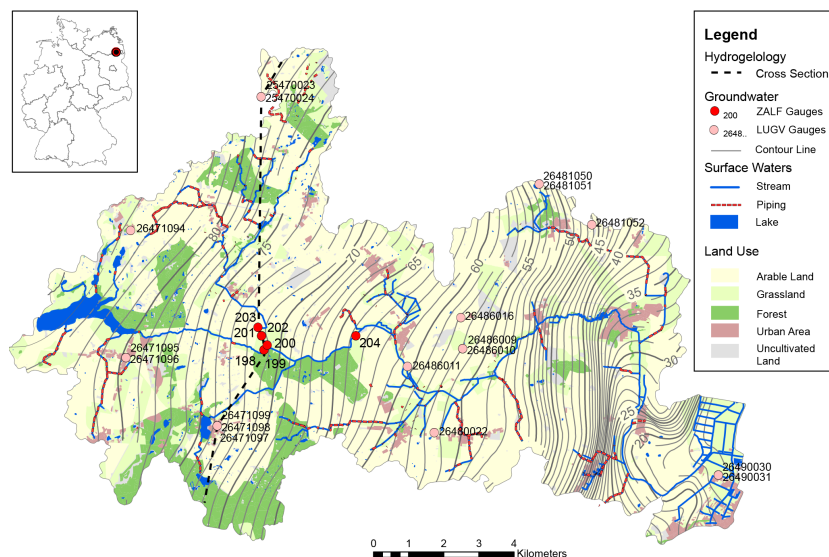 Legend
Hydrogelology
Cross Section
Groundwater
200
ZALF Gauges
2648..
LUGV Gauges
Contour Line
Surface Waters
Stream
Piping
Lake
Land Use
Arable Land
Grassland
Forest
Urban Area
Uncultivated
Land
25470023
25470024
26481050
26481051
26481052
26471094
80
75
70
65
60
55
50
45
40
35
30
25
20
203
202
201
200
204
198
199
26486016
26486009
26486010
26486011
26471095
26471096
26471099
26471098
26471097
26480022
26490030
26490031
0 1 2 3 4
Kilometers